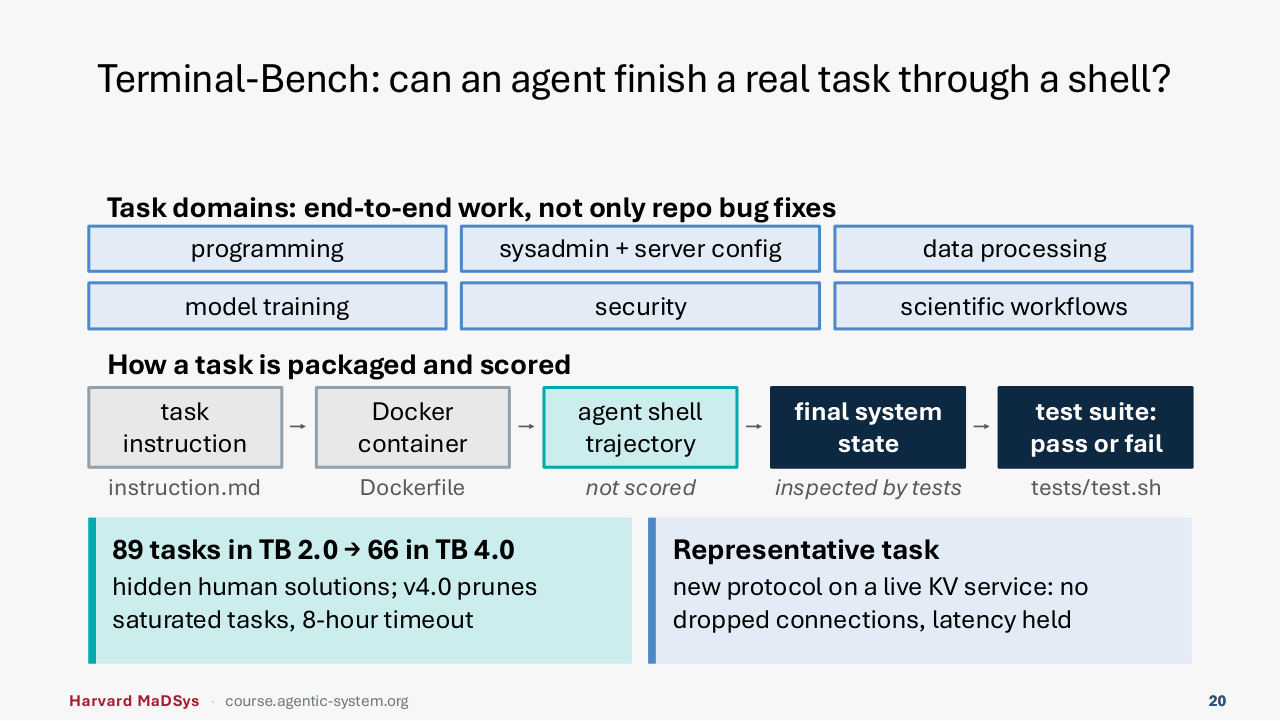 Terminal-Bench: can an agent finish a real task through a shell?
Task domains: end-to-end work, not only repo bug fixes
programming
sysadmin + server config
data processing
model training
security
scientific workflows
How a task is packaged and scored
task
instruction
→
Docker
container
→
agent shell
trajectory
→
final system
state
→
test suite:
pass or fail
instruction.md
Dockerfile
not scored
inspected by tests
tests/test.sh
89 tasks in TB 2.0 → 66 in TB 4.0
hidden human solutions; v4.0 prunes
saturated tasks, 8-hour timeout
Representative task
new protocol on a live KV service: no
dropped connections, latency held
Harvard MaDSys · course.agentic-system.org
20